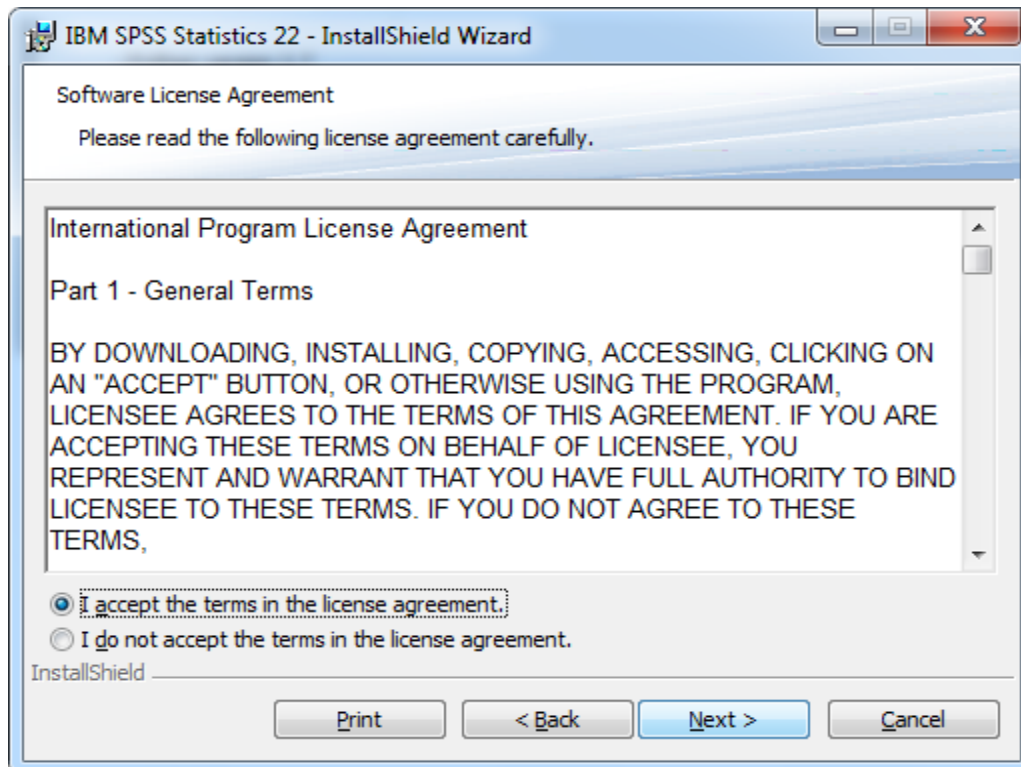 IBM SPSS Statistics 22 - InstallShield Wizard
Software License Agreement
Please read the following license agreement carefully.
International Program License Agreement
Part 1 - General Terms
BY DOWNLOADING, INSTALLING, COPYING, ACCESSING, CLICKING ON
AN "ACCEPT" BUTTON, OR OTHERWISE USING THE PROGRAM,
LICENSEE AGREES TO THE TERMS OF THIS AGREEMENT. IF YOU ARE
ACCEPTING THESE TERMS ON BEHALF OF LICENSEE, YOU
REPRESENT AND WARRANT THAT YOU HAVE FULL AUTHORITY TO BIND
LICENSEE TO THESE TERMS. IF YOU DO NOT AGREE TO THESE
TERMS,
I accept the terms in the license agreement.
I do not accept the terms in the license agreement.
InstallShield
Print
< Back
Next >
Cancel